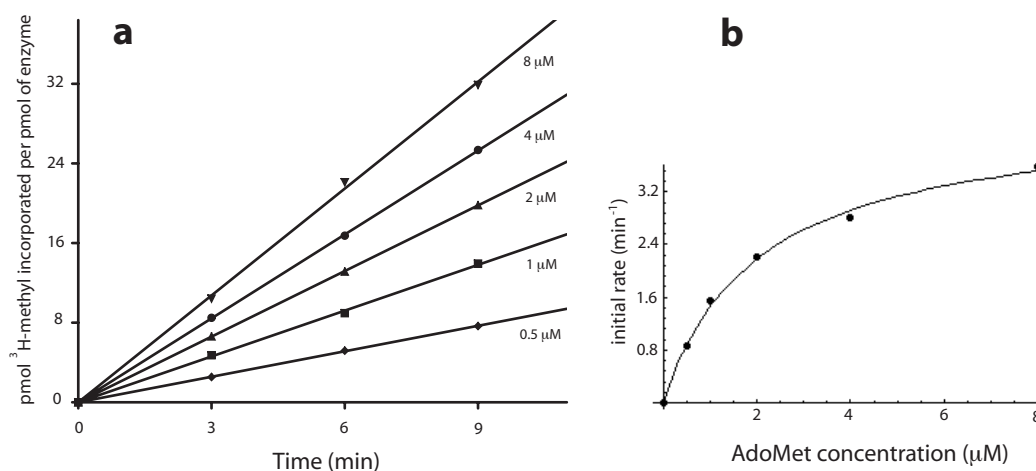 a
pmol ³H-methyl incorporated per pmol of enzyme
32
24
16
8
0
8 μM
4 μM
2 μM
1 μM
0.5 μM
0
3
6
9
Time (min)
b
initial rate (min⁻¹)
3.2
2.4
1.6
0.8
2
4
6
8
AdoMet concentration (μM)